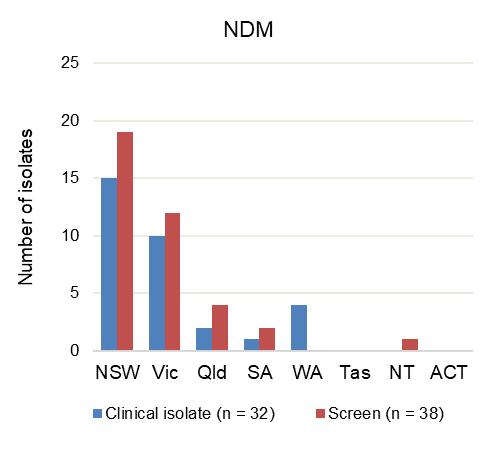 NDM
25
20
15
10
5
0
Number of isolates
NSW Vic Qld SA WA Tas NT ACT
Clinical isolate (n = 32) Screen (n = 38)